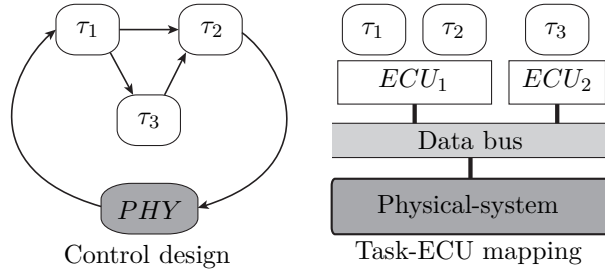 τ1 τ2
τ3
PHY
Control design
τ1 τ2 τ3
ECU1 ECU2
Data bus
Physical-system
Task-ECU mapping